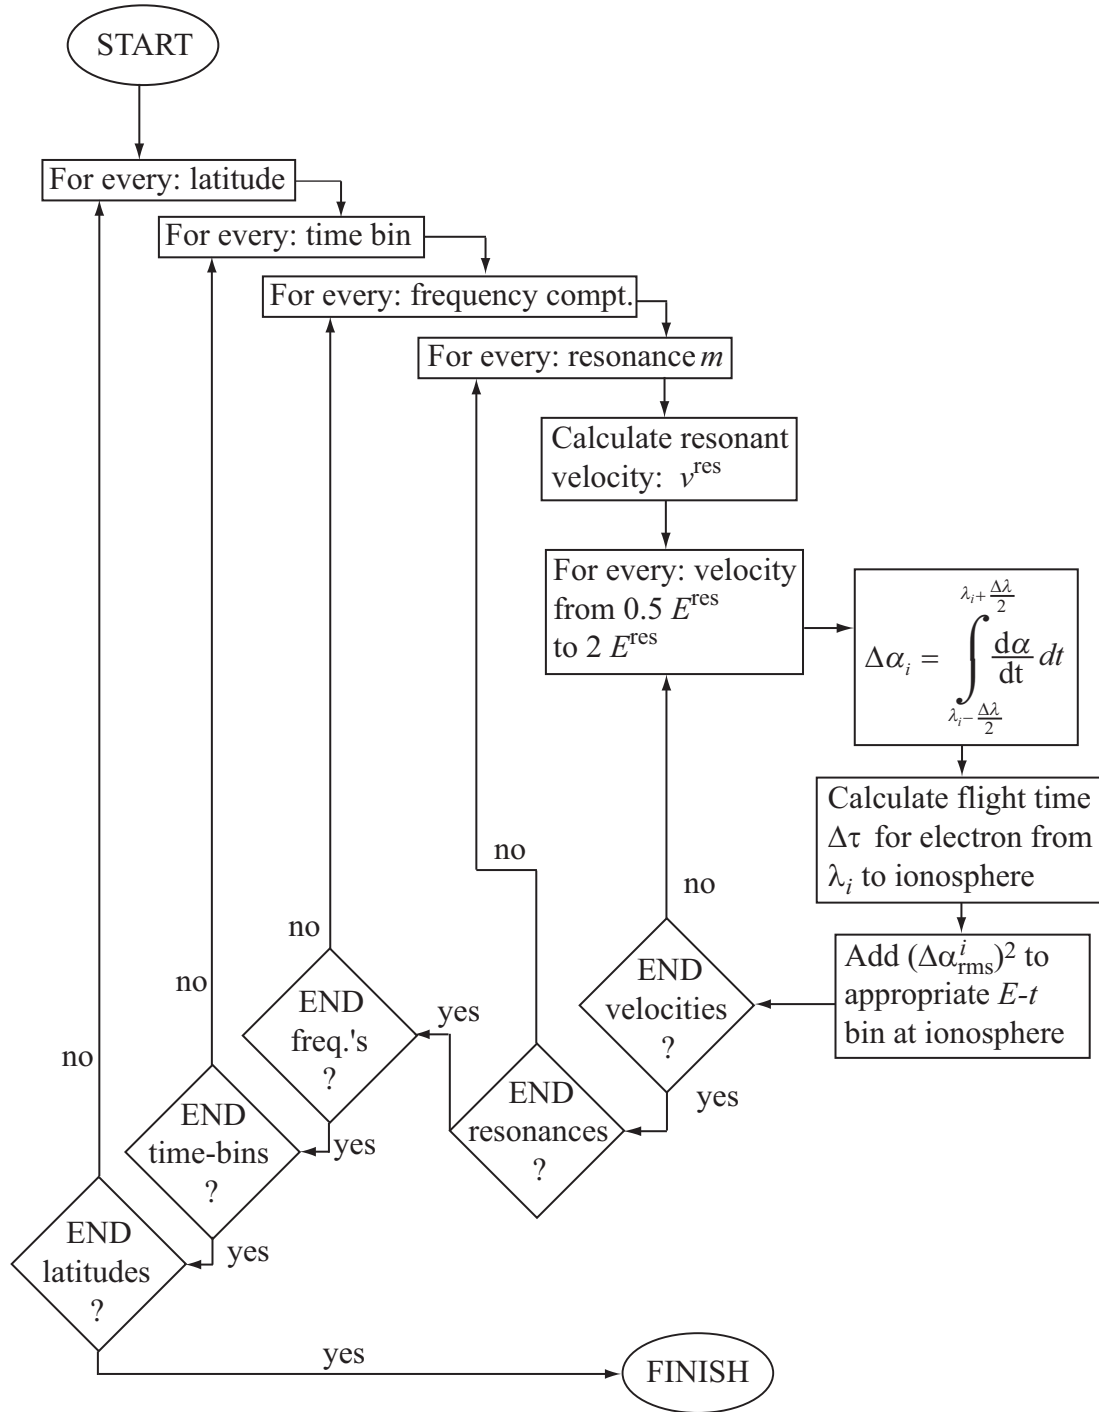 START
For every: latitude
For every: time bin
For every: frequency compt.
For every: resonance m
Calculate resonant
velocity: v^res
For every: velocity
from 0.5 E^res
to 2 E^res
Δα_i = ∫_{λ_i − Δλ/2}^{λ_i + Δλ/2} dα/dt dt
Calculate flight time
Δτ for electron from
λ_i to ionosphere
Add (Δα^i_rms)² to
appropriate E-t
bin at ionosphere
END
velocities
?
no
yes
END
resonances
?
no
yes
END
freq.'s
?
no
yes
END
time-bins
?
no
yes
END
latitudes
?
no
yes
FINISH